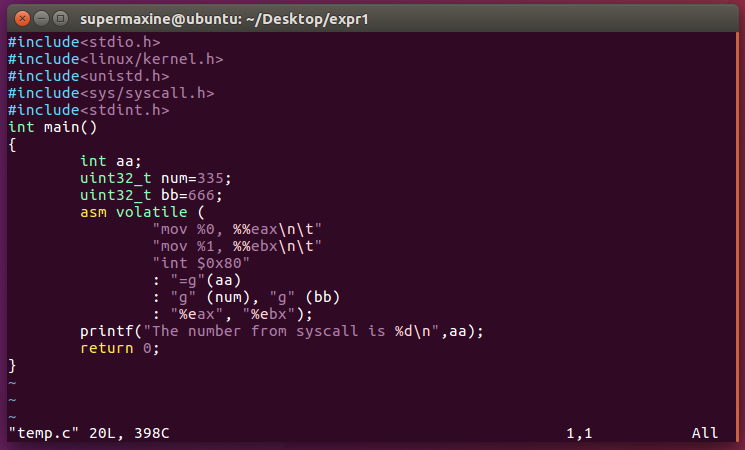 supermaxine@ubuntu: ~/Desktop/expr1
#include<stdio.h>
#include<linux/kernel.h>
#include<unistd.h>
#include<sys/syscall.h>
#include<stdint.h>
int main()
{
        int aa;
        uint32_t num=335;
        uint32_t bb=666;
        asm volatile (
                "mov %0, %%eax\n\t"
                "mov %1, %%ebx\n\t"
                "int $0x80"
                : "=g"(aa)
                : "g" (num), "g" (bb)
                : "%eax", "%ebx");
        printf("The number from syscall is %d\n",aa);
        return 0;
}
~
~
~
"temp.c" 20L, 398C 1,1 All